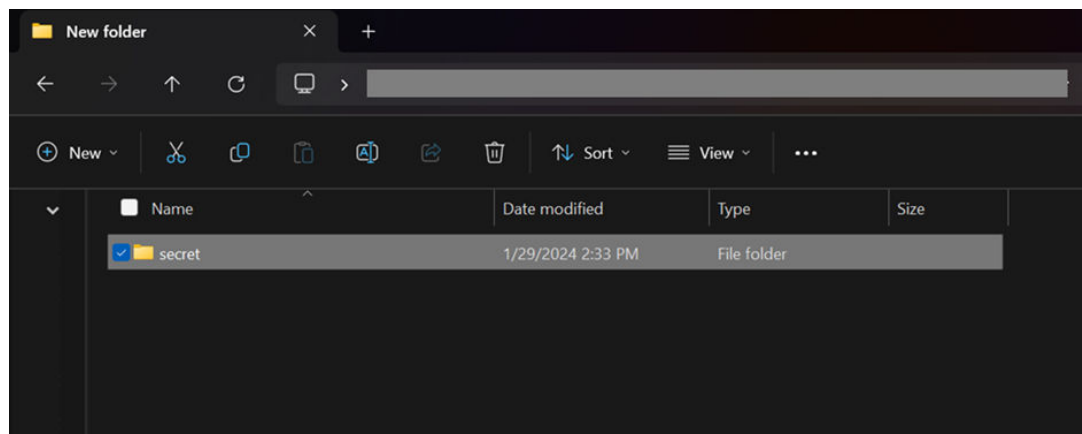 New folder
New Sort View
Name Date modified Type Size
secret 1/29/2024 2:33 PM File folder